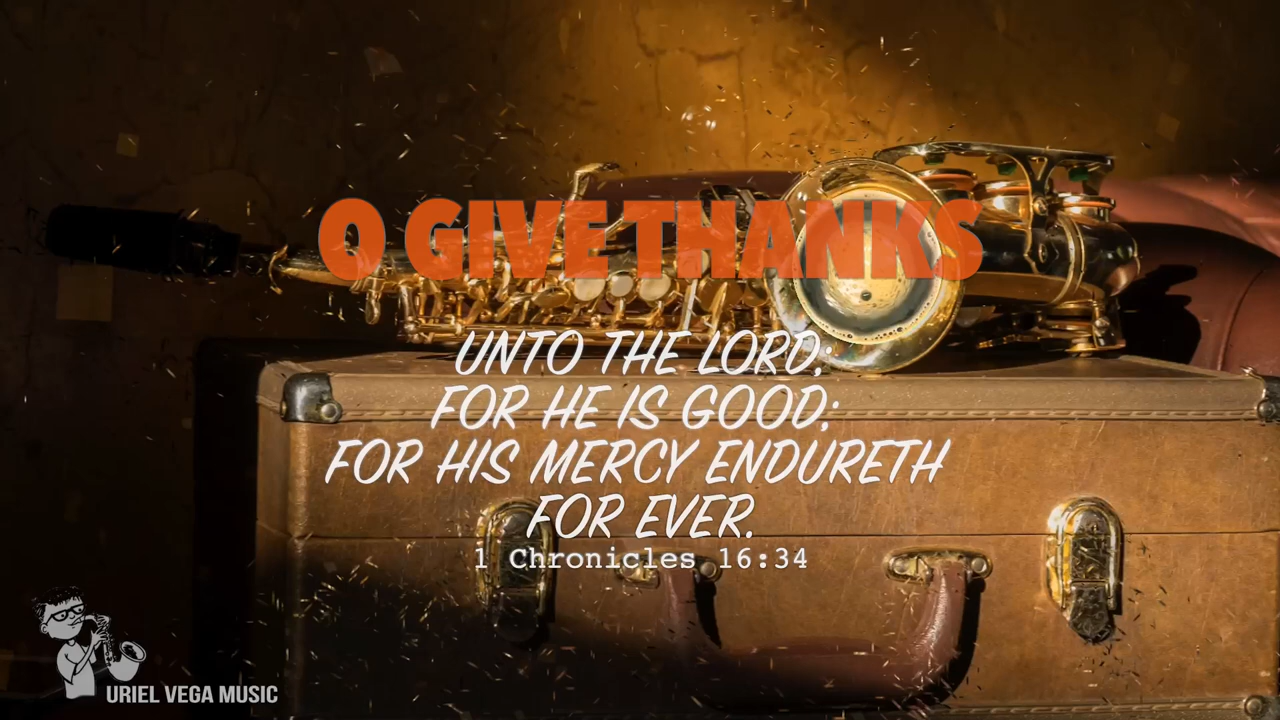 O GIVE THANKS
UNTO THE LORD;
FOR HE IS GOOD;
FOR HIS MERCY ENDURETH
FOR EVER.
1 Chronicles 16:34
URIEL VEGA MUSIC